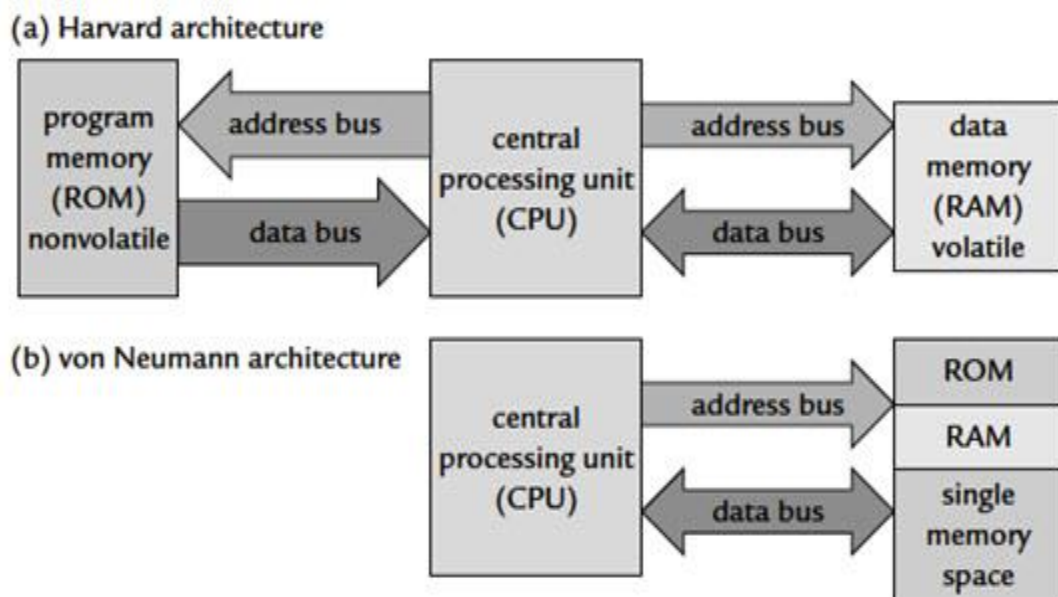 (a) Harvard architecture
program
memory
(ROM)
nonvolatile
address bus
data bus
central
processing unit
(CPU)
address bus
data bus
data
memory
(RAM)
volatile
(b) von Neumann architecture
central
processing unit
(CPU)
address bus
data bus
ROM
RAM
single
memory
space